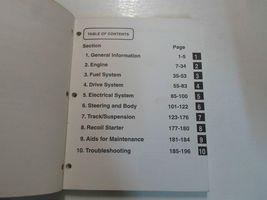 TABLE OF CONTENTS
Section Page
1. General Information 1-5 1
2. Engine 7-34 2
3. Fuel System 35-53 3
4. Drive System 55-83 4
5. Electrical System 85-100 5
6. Steering and Body 101-122 6
7. Track/Suspension 123-176 7
8. Recoil Starter 177-180 8
9. Aids for Maintenance 181-184 9
10. Troubleshooting 185-196 10